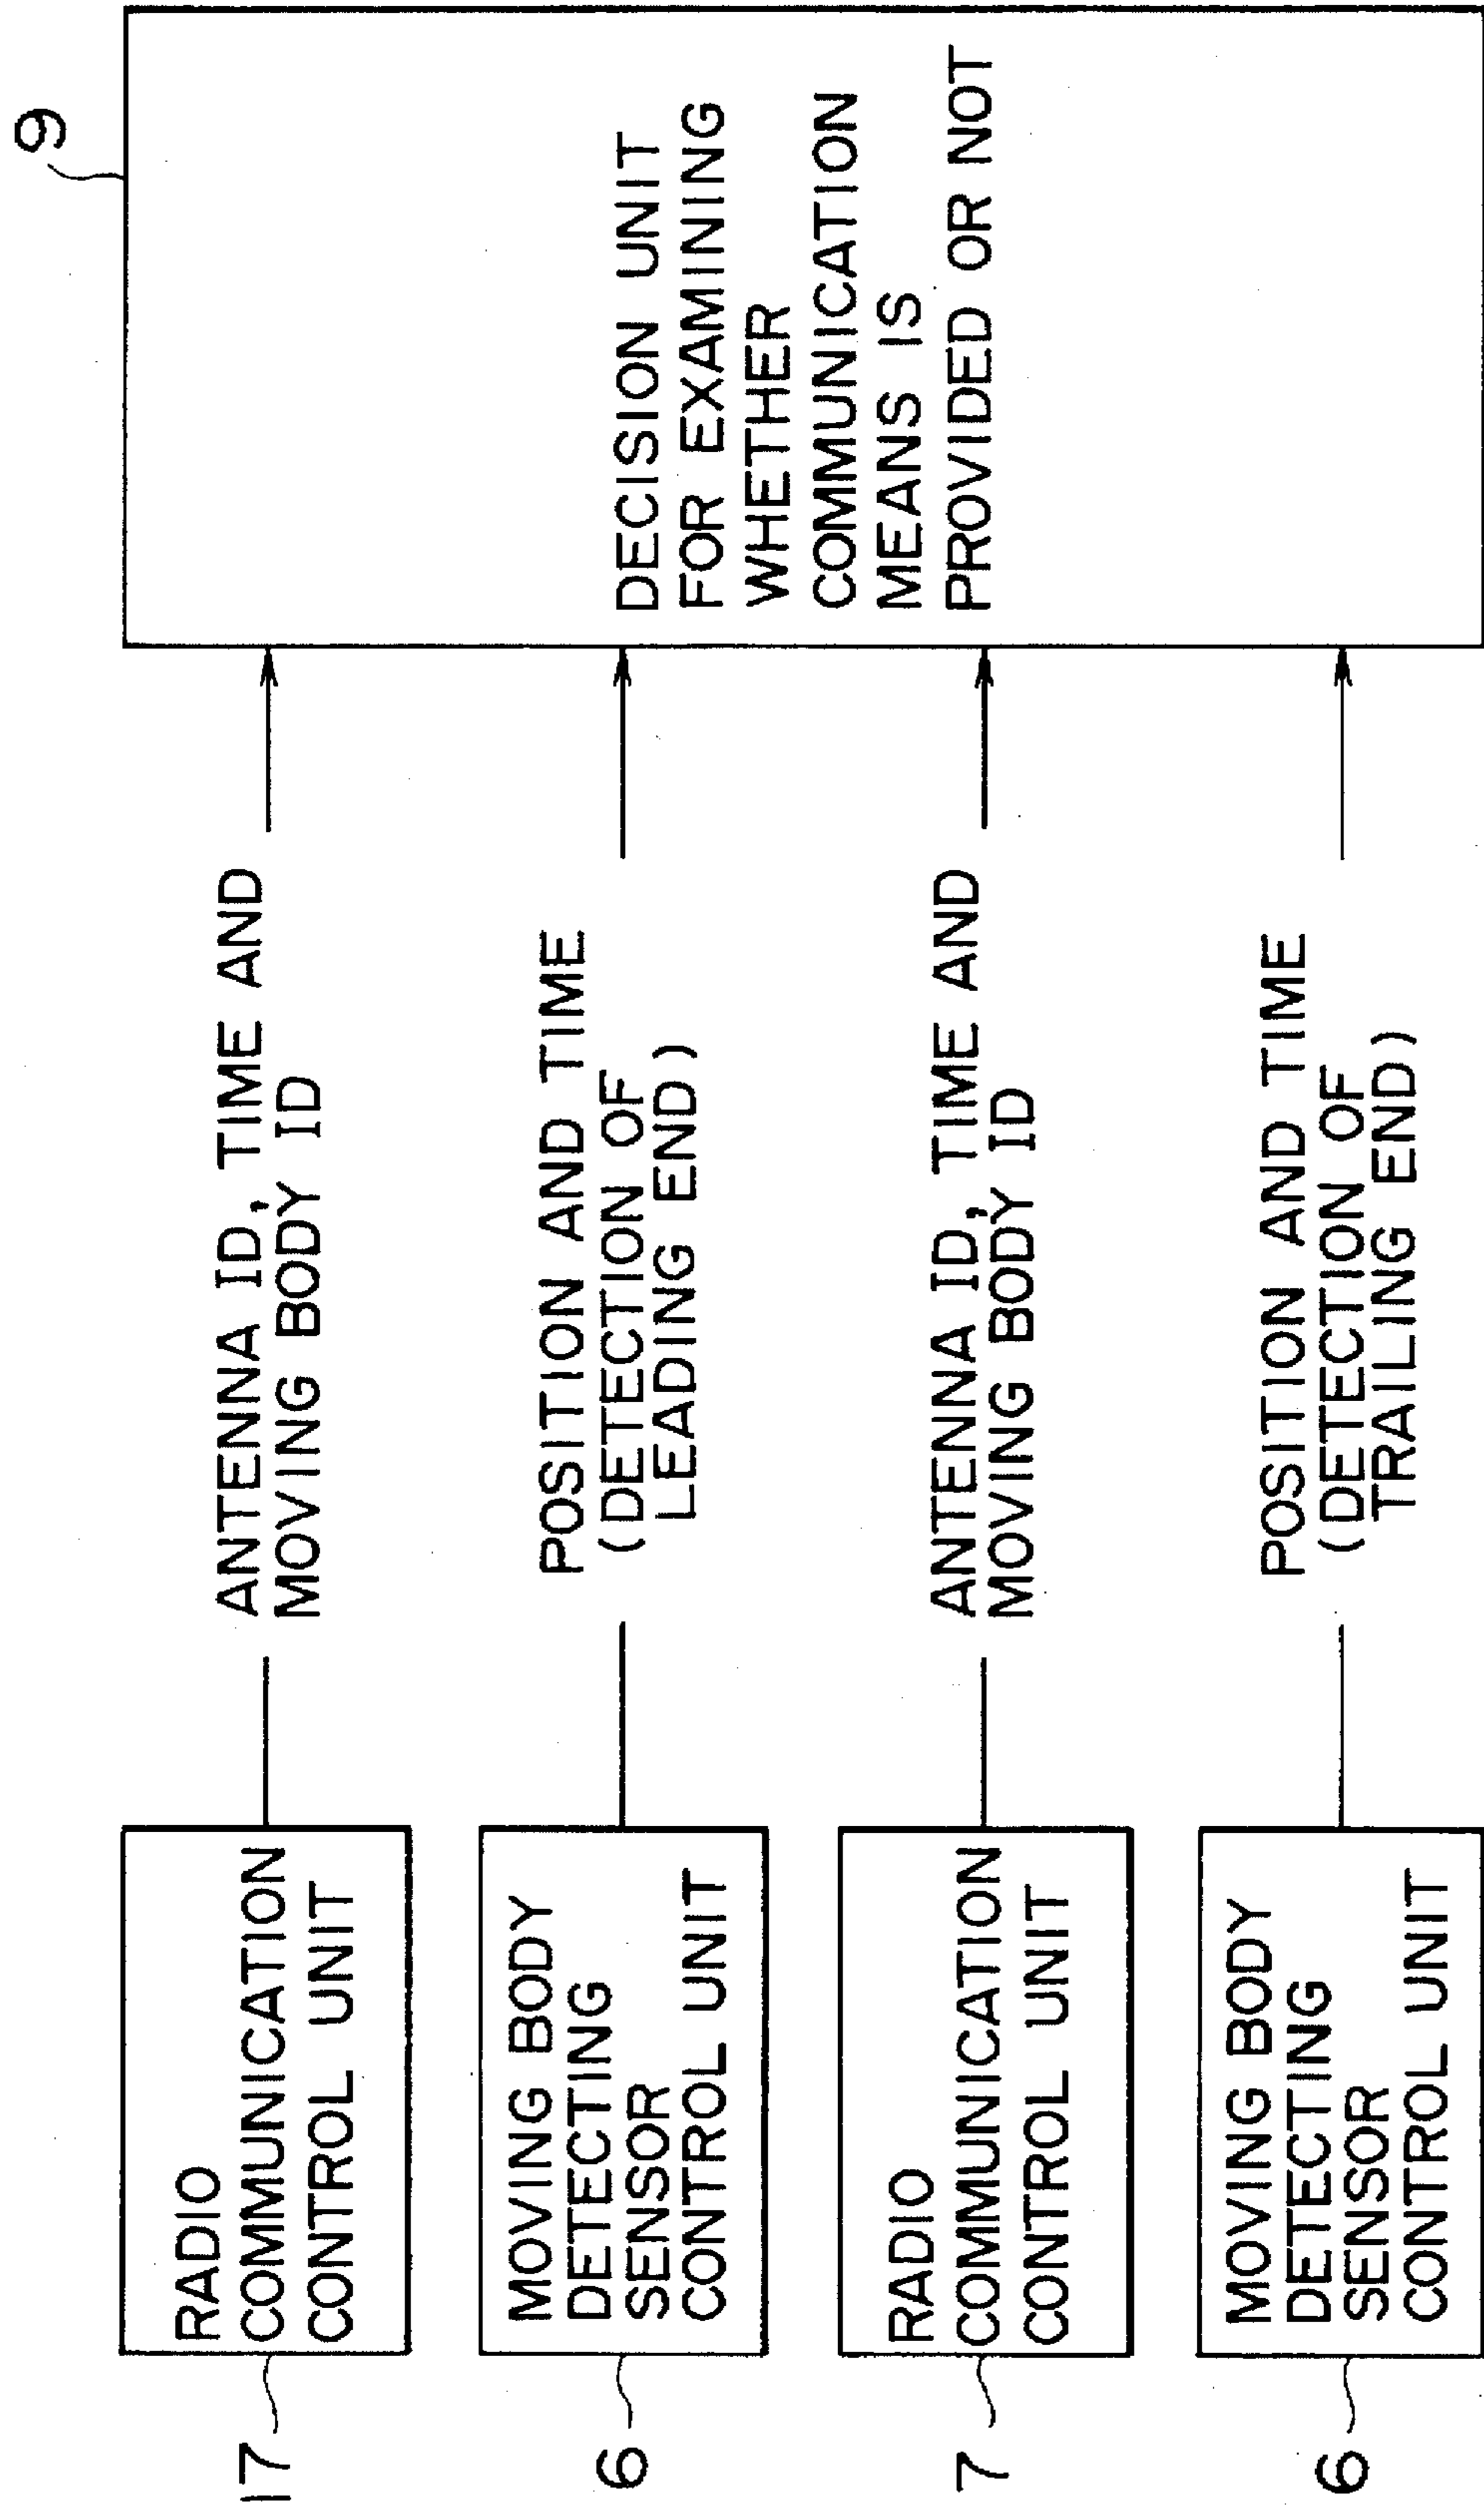 17
RADIO
COMMUNICATION
CONTROL UNIT
ANTENNA ID, TIME AND
MOVING BODY ID
6
MOVING BODY
DETECTING
SENSOR
CONTROL UNIT
POSITION AND TIME
(DETECTION OF
LEADING END)
7
RADIO
COMMUNICATION
CONTROL UNIT
ANTENNA ID, TIME AND
MOVING BODY ID
6
MOVING BODY
DETECTING
SENSOR
CONTROL UNIT
POSITION AND TIME
(DETECTION OF
TRAILING END)
9
DECISION UNIT
FOR EXAMINING
WHETHER
COMMUNICATION
MEANS IS
PROVIDED OR NOT